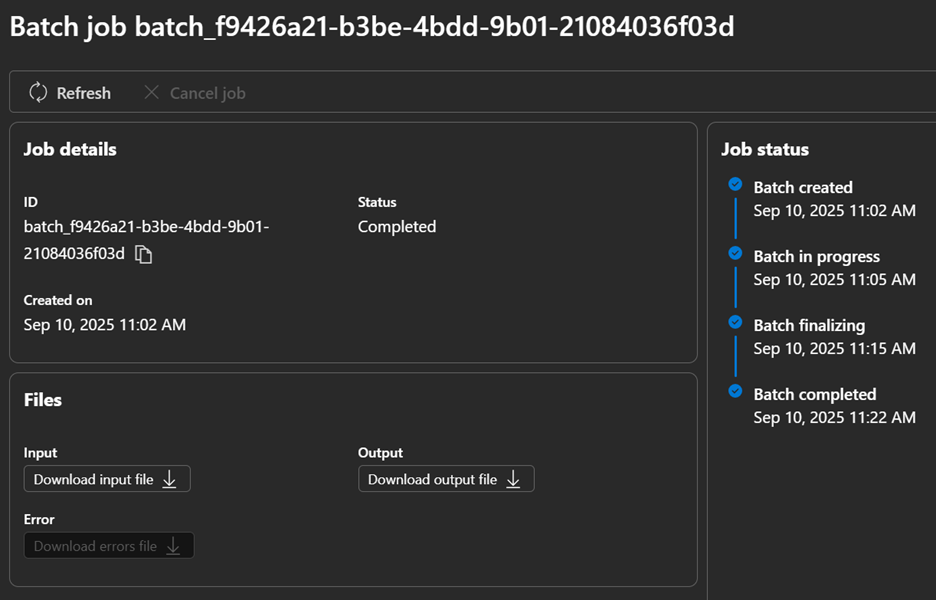 Batch job batch_f9426a21-b3be-4bdd-9b01-21084036f03d
Refresh
Cancel job
Job details
ID
batch_f9426a21-b3be-4bdd-9b01-
21084036f03d
Status
Completed
Created on
Sep 10, 2025 11:02 AM
Files
Input
Download input file
Output
Download output file
Error
Download errors file
Job status
Batch created
Sep 10, 2025 11:02 AM
Batch in progress
Sep 10, 2025 11:05 AM
Batch finalizing
Sep 10, 2025 11:15 AM
Batch completed
Sep 10, 2025 11:22 AM